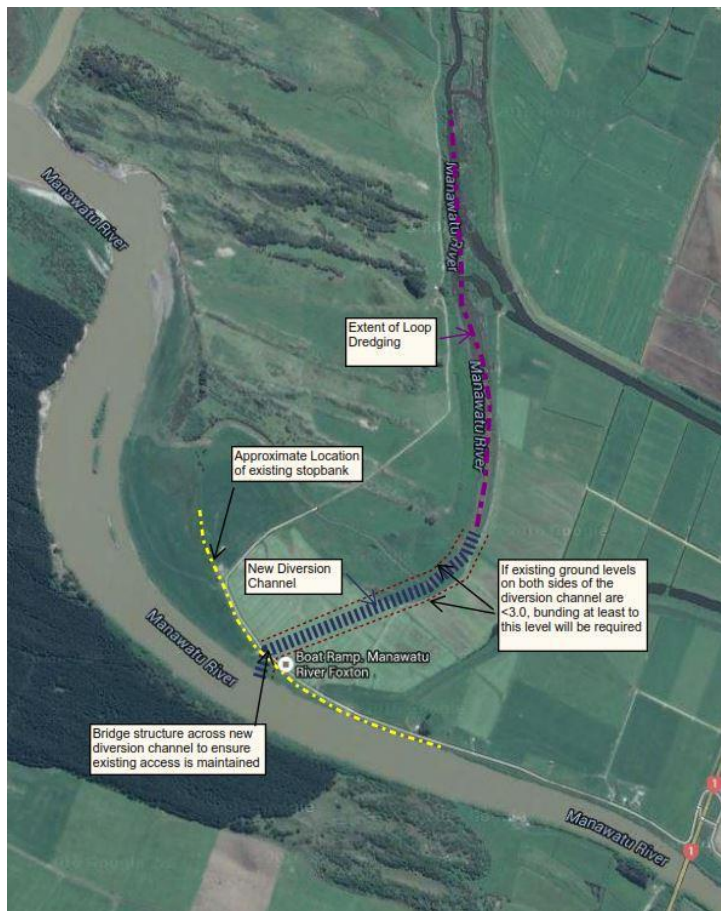 Manawatu River
Manawatu River
Extent of Loop
Dredging
Manawatu River
Approximate Location
of existing stopbank
New Diversion
Channel
If existing ground levels
on both sides of the
diversion channel are
<3.0, bunding at least to
this level will be required
Boat Ramp. Manawatu
River Foxton
Manawatu River
Bridge structure across new
diversion channel to ensure
existing access is maintained
1
Manawatu River
1